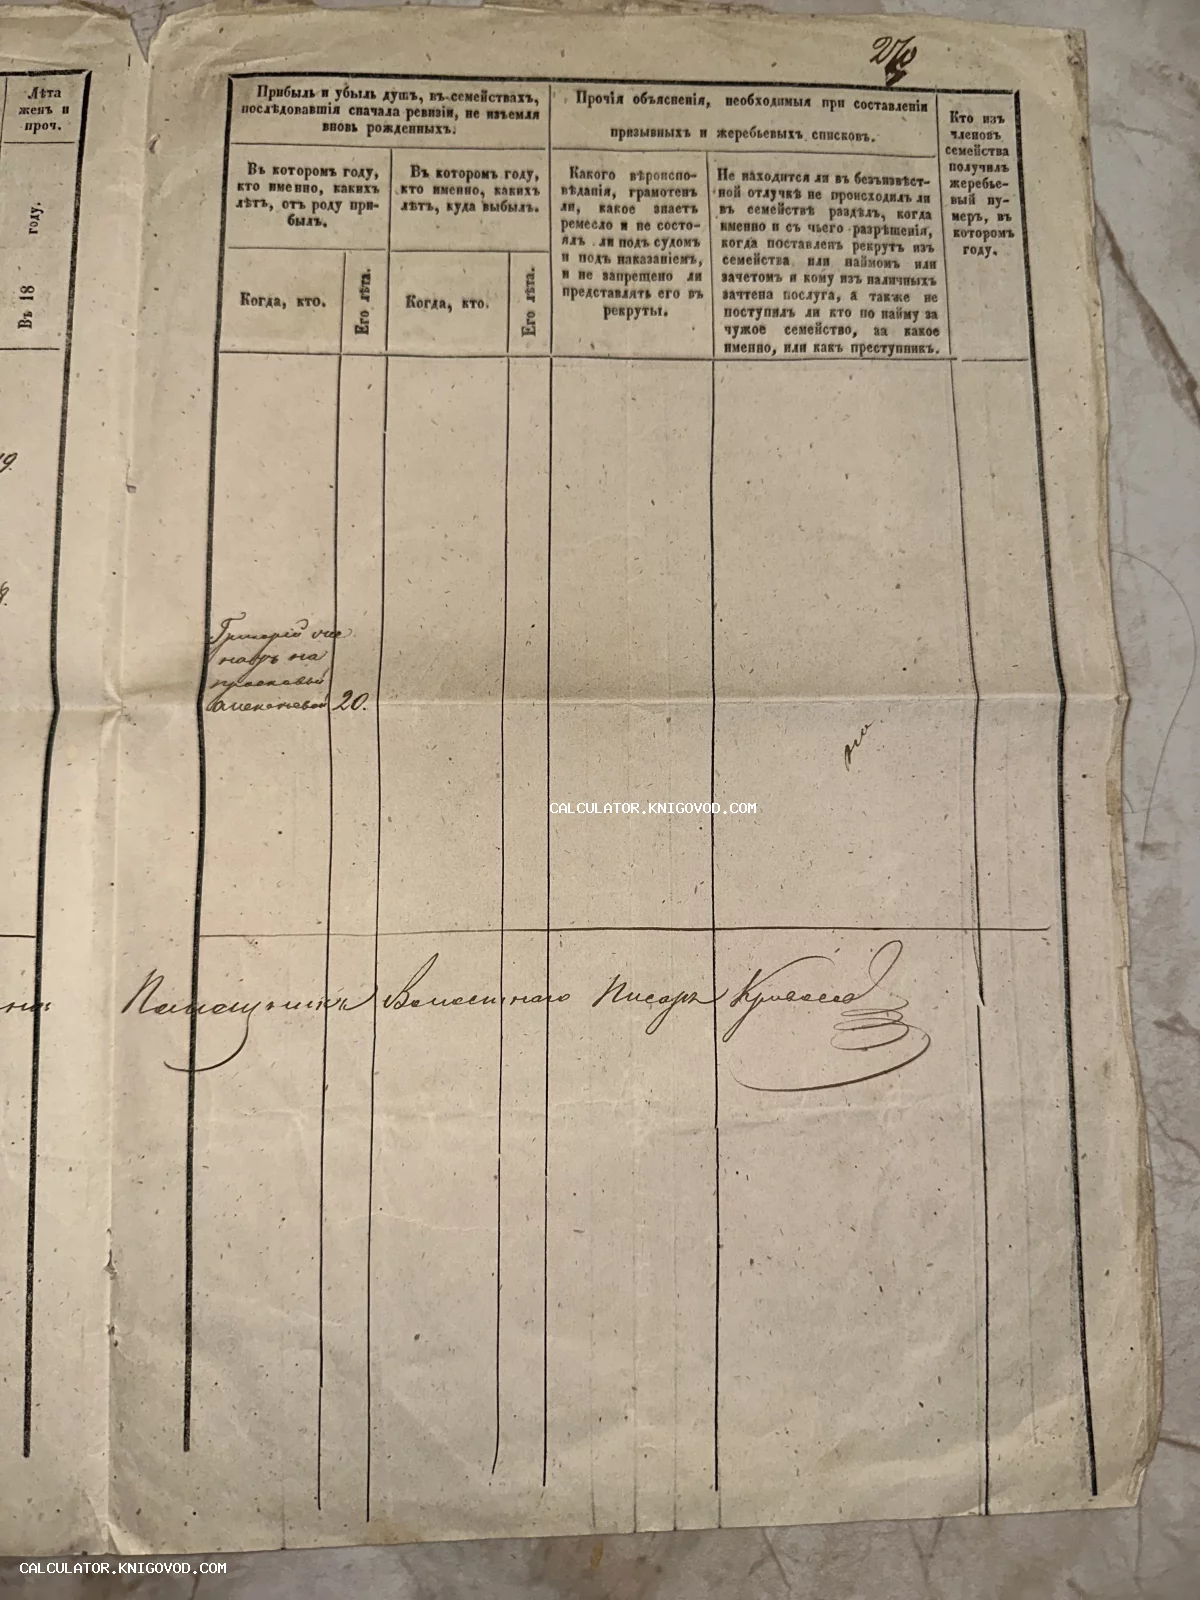 Лѣта
женъ и
проч.
Въ 18 году.
9.
Прибыль и убыль душъ, въ семействахъ,
послѣдовавшія сначала ревизіи, не изъемля
вновь рожденныхъ.
Въ которомъ году,
кто именно, какихъ
лѣтъ, отъ роду при-
былъ.
Въ которомъ году,
кто именно, какихъ
лѣтъ, куда выбылъ.
Когда, кто.
Его лѣта.
Когда, кто.
Его лѣта.
Прочія объясненія, необходимыя при составленіи
призывныхъ и жеребьевыхъ списковъ.
Какого вѣроиспо-
вѣданія, грамотенъ
ли, какое знаетъ
ремесло и не состо-
ялъ ли подъ судомъ
и подъ наказаніемъ,
и не запрещено ли
представлять его въ
рекруты.
Не находится ли въ безъизвѣст-
ной отлучкѣ не происходилъ ли
въ семействѣ раздѣлъ, когда
именно и съ чьего разрѣшенія,
когда поставленъ рекрутъ изъ
семейства или наймомъ или
зачетомъ и кому изъ наличныхъ
зачтена послуга, а также не
поступилъ ли кто по найму за
чужое семейство, за какое
именно, или какъ преступникъ.
Кто изъ
членовъ
семейства
получилъ
жеребье-
вый ну-
меръ, въ
которомъ
году.
Григорій же
натъ на
просковьи
20.
Помощникъ Волостнаго Писаря
CALCULATOR.KNIGOVOD.COM
CALCULATOR.KNIGOVOD.COM